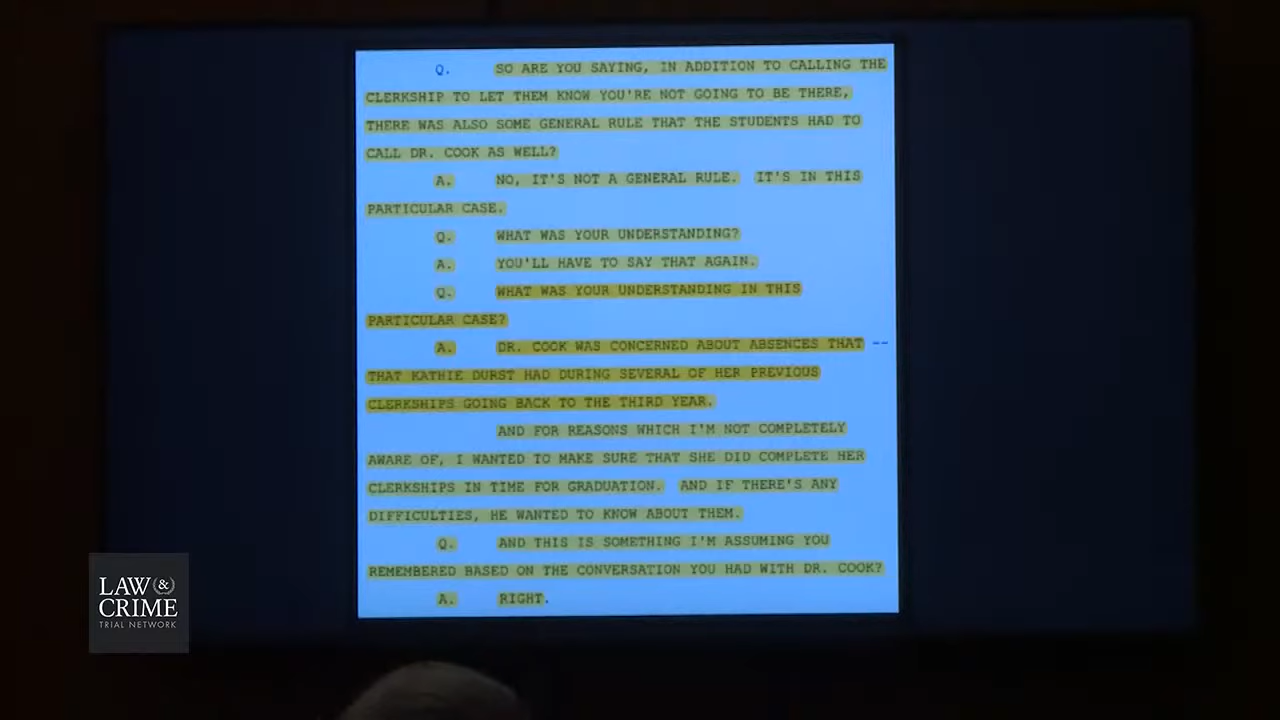 Q. SO ARE YOU SAYING, IN ADDITION TO CALLING THE
CLERKSHIP TO LET THEM KNOW YOU'RE NOT GOING TO BE THERE,
THERE WAS ALSO SOME GENERAL RULE THAT THE STUDENTS HAD TO
CALL DR. COOK AS WELL?
A. NO, IT'S NOT A GENERAL RULE. IT'S IN THIS
PARTICULAR CASE.
Q. WHAT WAS YOUR UNDERSTANDING?
A. YOU'LL HAVE TO SAY THAT AGAIN.
Q. WHAT WAS YOUR UNDERSTANDING IN THIS
PARTICULAR CASE?
A. DR. COOK WAS CONCERNED ABOUT ABSENCES THAT --
THAT KATHIE DURST HAD DURING SEVERAL OF HER PREVIOUS
CLERKSHIPS GOING BACK TO THE THIRD YEAR.
AND FOR REASONS WHICH I'M NOT COMPLETELY
AWARE OF, I WANTED TO MAKE SURE THAT SHE DID COMPLETE HER
CLERKSHIPS IN TIME FOR GRADUATION. AND IF THERE'S ANY
DIFFICULTIES, HE WANTED TO KNOW ABOUT THEM.
Q. AND THIS IS SOMETHING I'M ASSUMING YOU
REMEMBERED BASED ON THE CONVERSATION YOU HAD WITH DR. COOK?
A. RIGHT.
LAW &
CRIME
TRIAL NETWORK